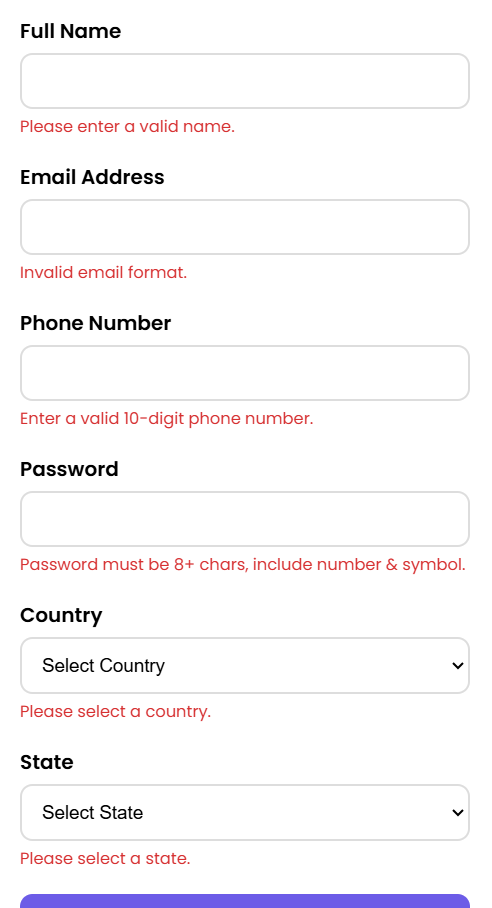 Full Name
Please enter a valid name.
Email Address
Invalid email format.
Phone Number
Enter a valid 10-digit phone number.
Password
Password must be 8+ chars, include number & symbol.
Country
Select Country
Please select a country.
State
Select State
Please select a state.